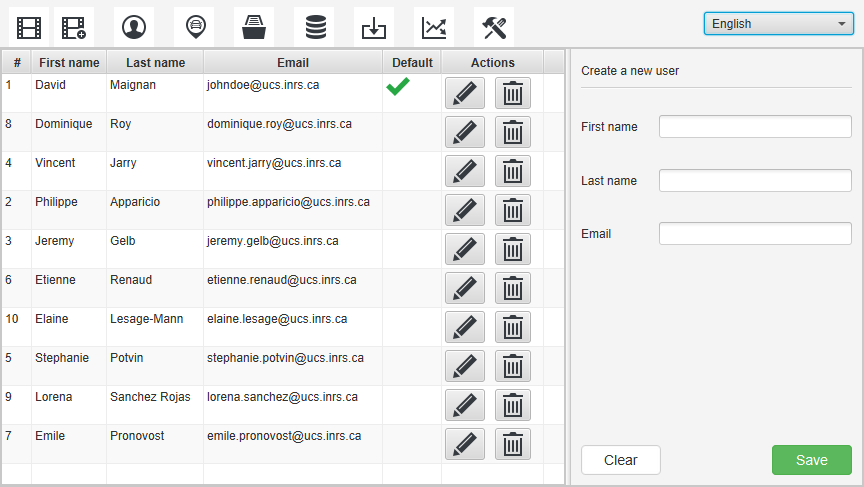 English
# First name Last name Email Default Actions
1 David Maignan johndoe@ucs.inrs.ca
8 Dominique Roy dominique.roy@ucs.inrs.ca
4 Vincent Jarry vincent.jarry@ucs.inrs.ca
2 Philippe Apparicio philippe.apparicio@ucs.inrs.ca
3 Jeremy Gelb jeremy.gelb@ucs.inrs.ca
6 Etienne Renaud etienne.renaud@ucs.inrs.ca
10 Elaine Lesage-Mann elaine.lesage@ucs.inrs.ca
5 Stephanie Potvin stephanie.potvin@ucs.inrs.ca
9 Lorena Sanchez Rojas lorena.sanchez@ucs.inrs.ca
7 Emile Pronovost emile.pronovost@ucs.inrs.ca
Create a new user
First name
Last name
Email
Clear Save